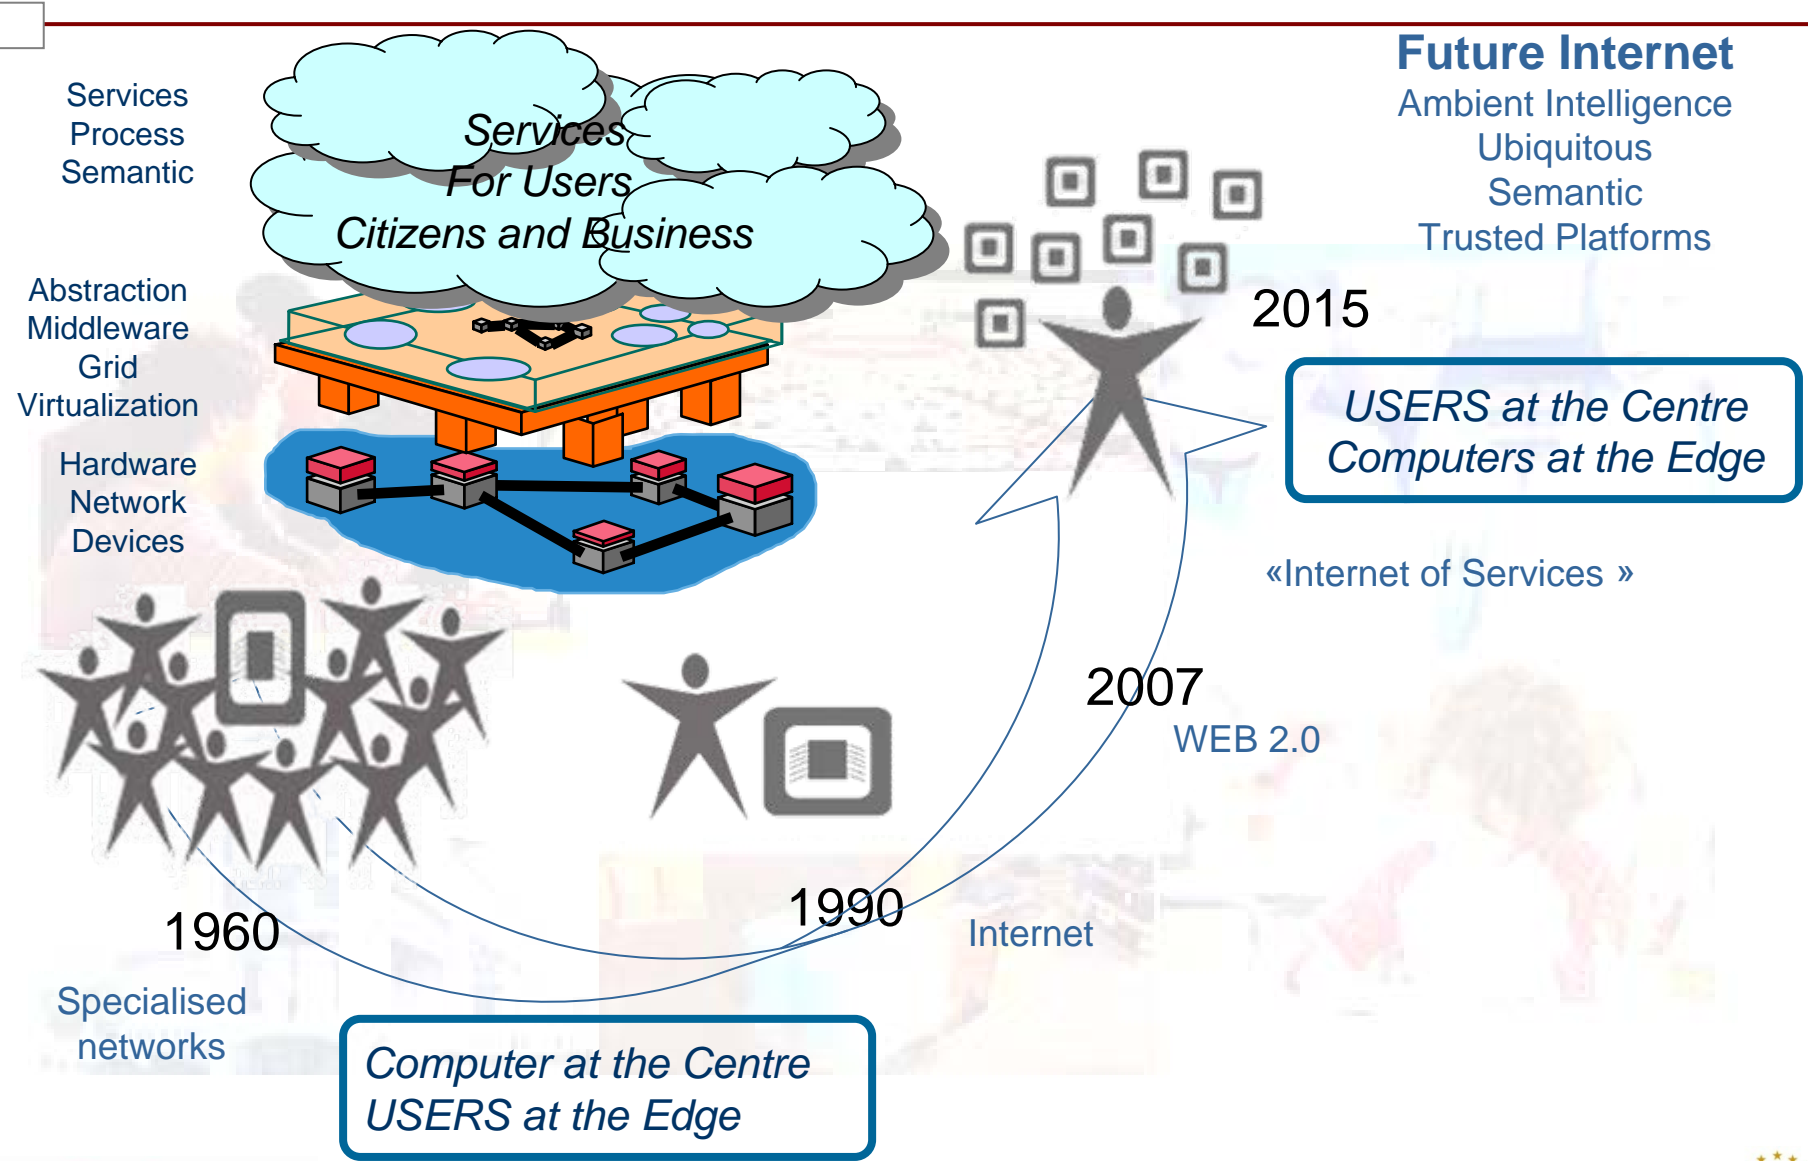 Services
Process
Semantic
Services
For Users
Citizens and Business
Abstraction
Middleware
Grid
Virtualization
Hardware
Network
Devices
Future Internet
Ambient Intelligence
Ubiquitous
Semantic
Trusted Platforms
2015
USERS at the Centre
Computers at the Edge
«Internet of Services »
2007
WEB 2.0
1990
Internet
1960
Specialised
networks
Computer at the Centre
USERS at the Edge